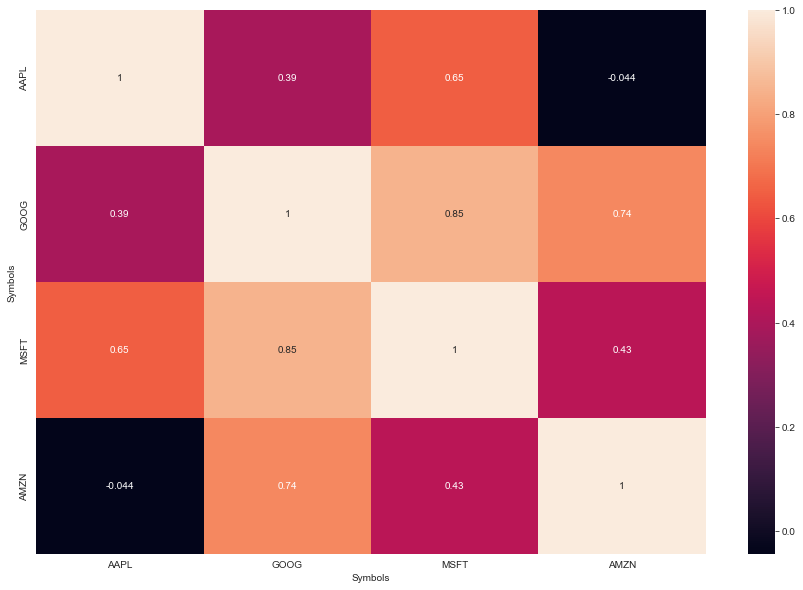 1.0
AAPL 1 0.39 0.65 -0.044
0.8
GOOG 0.39 1 0.85 0.74
0.6
Symbols
0.4
MSFT 0.65 0.85 1 0.43
0.2
AMZN -0.044 0.74 0.43 1
0.0
AAPL GOOG MSFT AMZN
Symbols